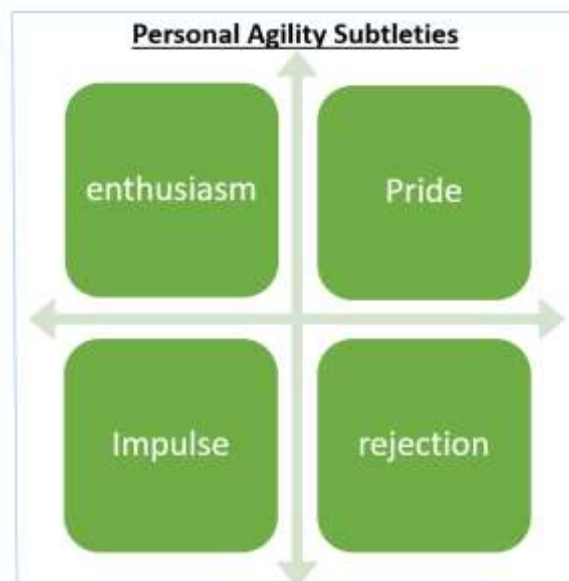 Personal Agility Subtleties
enthusiasm
Pride
Impulse
rejection